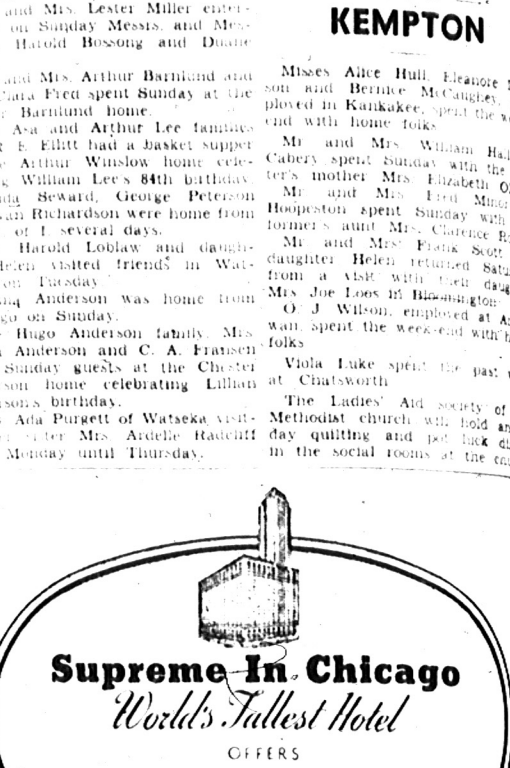 and Mrs. Lester Miller enter-
on Sunday Messrs. and Mes-
Harold Bossong and Duane
and Mrs. Arthur Barnlund and
Clara Fred spent Sunday at the
Barnlund home.
Asa and Arthur Lee families
E. Ellitt had a basket supper
Arthur Winslow home cele-
William Lee's 84th birthday.
Seward, George Peterson
Richardson were home from
of I. several days.
Harold Loblaw and daugh-
Helen visited friends in Wat-
on Tuesday.
Anderson was home from
on Sunday.
Hugo Anderson family, Mrs.
Anderson and C. A. Fransen
Sunday guests at the Chester
son home celebrating Lillian
son's birthday.
Ada Purgett of Watseka visit-
sister Mrs. Ardelle Radcliff
Monday until Thursday.
KEMPTON
Misses Alice Hull, Eleanore
son and Bernice McCaughey,
ployed in Kankakee, spent the
end with home folks
Mr. and Mrs. William
Cabery spent Sunday with the
ter's mother Mrs. Elizabeth
Mr. and Mrs. Fred Minor
Hoopeston spent Sunday with
former's aunt Mrs. Clarence
Mr. and Mrs. Frank Scott
daughter Helen returned Satu
from a visit with their daug
Mrs Joe Loos in Bloomington
O. J Wilson, employed at
wan, spent the week-end with
folks
Viola Luke spent the past
at Chatsworth
The Ladies' Aid society of
Methodist church will hold an
day quilting and pot luck
in the social rooms at the
Supreme In Chicago
World's Tallest Hotel
OFFERS